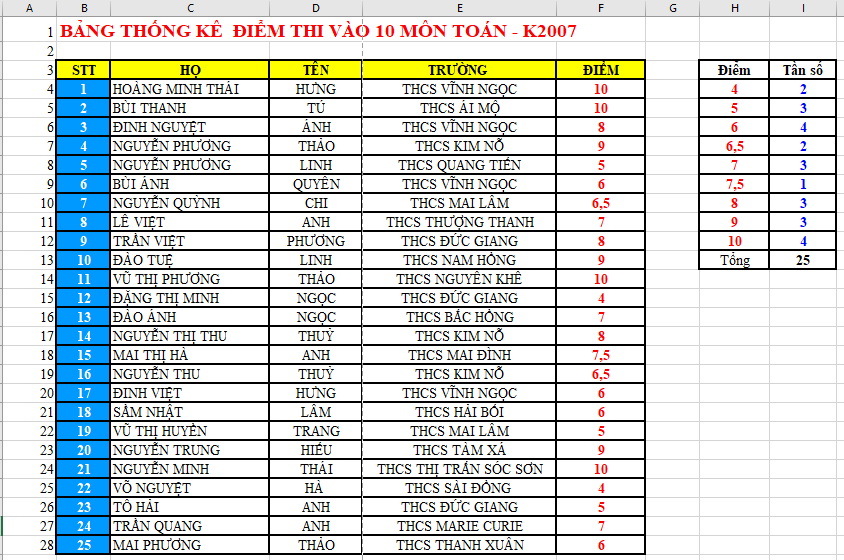 A B C D E F G H I
1 BẢNG THỐNG KÊ ĐIỂM THI VÀO 10 MÔN TOÁN - K2007
2
3 STT HỌ TÊN TRƯỜNG ĐIỂM Điểm Tần số
4 1 HOÀNG MINH THÁI HƯNG THCS VĨNH NGỌC 10 4 2
5 2 BÙI THANH TÚ THCS ÁI MỘ 10 5 3
6 3 ĐINH NGUYỆT ÁNH THCS VĨNH NGỌC 8 6 4
7 4 NGUYỄN PHƯƠNG THẢO THCS KIM NỖ 9 6,5 2
8 5 NGUYỄN PHƯƠNG LINH THCS QUANG TIẾN 5 7 3
9 6 BÙI ÁNH QUYÊN THCS VĨNH NGỌC 6 7,5 1
10 7 NGUYỄN QUỲNH CHI THCS MAI LÂM 6,5 8 3
11 8 LÊ VIỆT ANH THCS THƯỢNG THANH 7 9 3
12 9 TRẦN VIỆT PHƯƠNG THCS ĐỨC GIANG 8 10 4
13 10 ĐÀO TUỆ LINH THCS NAM HỒNG 9 Tổng 25
14 11 VŨ THỊ PHƯƠNG THẢO THCS NGUYÊN KHÊ 10
15 12 ĐẶNG THỊ MINH NGỌC THCS ĐỨC GIANG 4
16 13 ĐÀO ÁNH NGỌC THCS BẮC HỒNG 7
17 14 NGUYỄN THỊ THU THUỶ THCS KIM NỖ 8
18 15 MAI THỊ HÀ ANH THCS MAI ĐÌNH 7,5
19 16 NGUYỄN THU THUỶ THCS KIM NỖ 6,5
20 17 ĐINH VIỆT HƯNG THCS VĨNH NGỌC 6
21 18 SẦM NHẬT LÂM THCS HẢI BỐI 6
22 19 VŨ THỊ HUYỀN TRANG THCS MAI LÂM 5
23 20 NGUYỄN TRUNG HIẾU THCS TÀM XÁ 9
24 21 NGUYỄN MINH THÁI THCS THỊ TRẤN SÓC SƠN 10
25 22 VÕ NGUYỆT HÀ THCS SÀI ĐỒNG 4
26 23 TÔ HẢI ANH THCS ĐỨC GIANG 5
27 24 TRẦN QUANG ANH THCS MARIE CURIE 7
28 25 MAI PHƯƠNG THẢO THCS THANH XUÂN 6